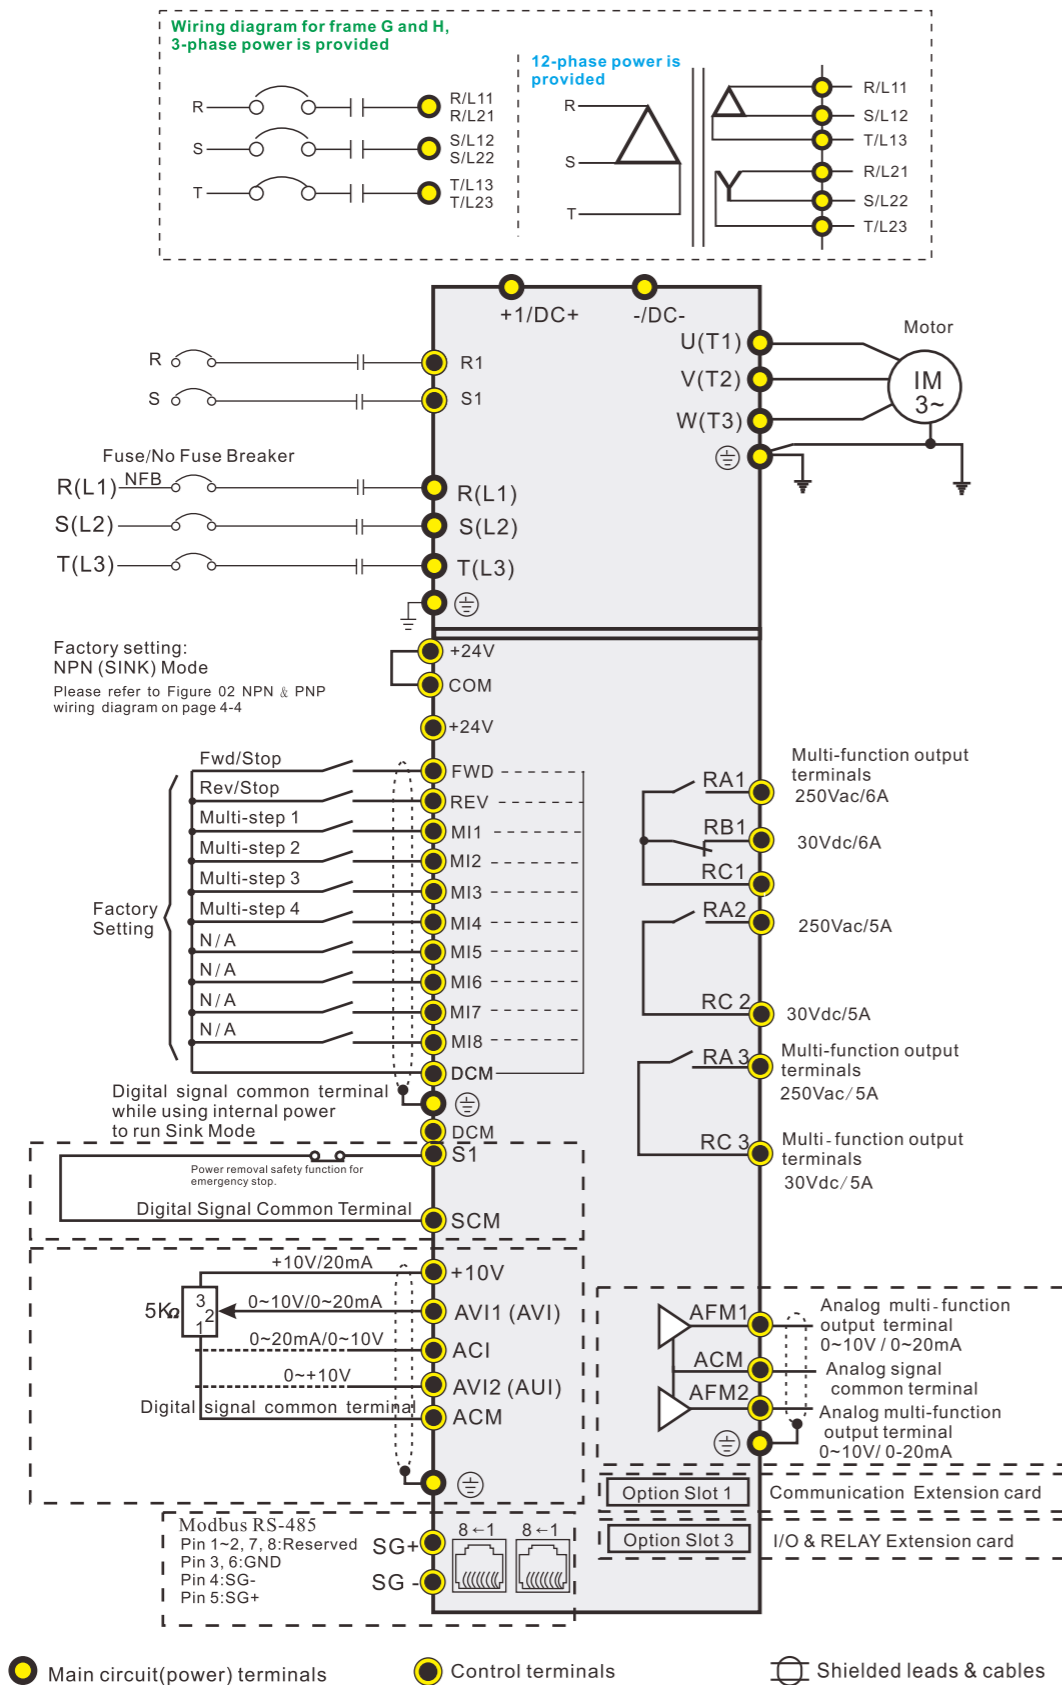 Wiring diagram for frame G and H,
3-phase power is provided
R
R/L11
R/L21
S
S/L12
S/L22
T
T/L13
T/L23
12-phase power is
provided
R
S
T
R/L11
S/L12
T/L13
R/L21
S/L22
T/L23
+1/DC+
-/DC-
R
R1
S
S1
Fuse/No Fuse Breaker
R(L1)
NFB
R(L1)
S(L2)
S(L2)
T(L3)
T(L3)
U(T1)
V(T2)
W(T3)
Motor
IM
3~
Factory setting:
NPN (SINK) Mode
Please refer to Figure 02 NPN & PNP
wiring diagram on page 4-4
+24V
COM
+24V
Factory
Setting
Fwd/Stop
FWD
Rev/Stop
REV
Multi-step 1
MI1
Multi-step 2
MI2
Multi-step 3
MI3
Multi-step 4
MI4
N/A
MI5
N/A
MI6
N/A
MI7
N/A
MI8
DCM
Digital signal common terminal
while using internal power
to run Sink Mode
DCM
S1
Power removal safety function for
emergency stop.
Digital Signal Common Terminal
SCM
+10V/20mA
+10V
5KΩ
3
2
1
0~10V/0~20mA
AVI1 (AVI)
0~20mA/0~10V
ACI
0~+10V
AVI2 (AUI)
Digital signal common terminal
ACM
Modbus RS-485
Pin 1~2, 7, 8:Reserved
Pin 3, 6:GND
Pin 4:SG-
Pin 5:SG+
SG+
SG -
8←1
8←1
RA1
Multi-function output
terminals
250Vac/6A
RB1
30Vdc/6A
RC1
RA2
250Vac/5A
RC 2
30Vdc/5A
RA 3
Multi-function output
terminals
250Vac/5A
RC 3
Multi-function output
terminals
30Vdc/5A
AFM1
Analog multi-function
output terminal
0~10V / 0~20mA
ACM
Analog signal
common terminal
AFM2
Analog multi-function
output terminal
0~10V/ 0-20mA
Option Slot 1
Communication Extension card
Option Slot 3
I/O & RELAY Extension card
Main circuit(power) terminals
Control terminals
Shielded leads & cables